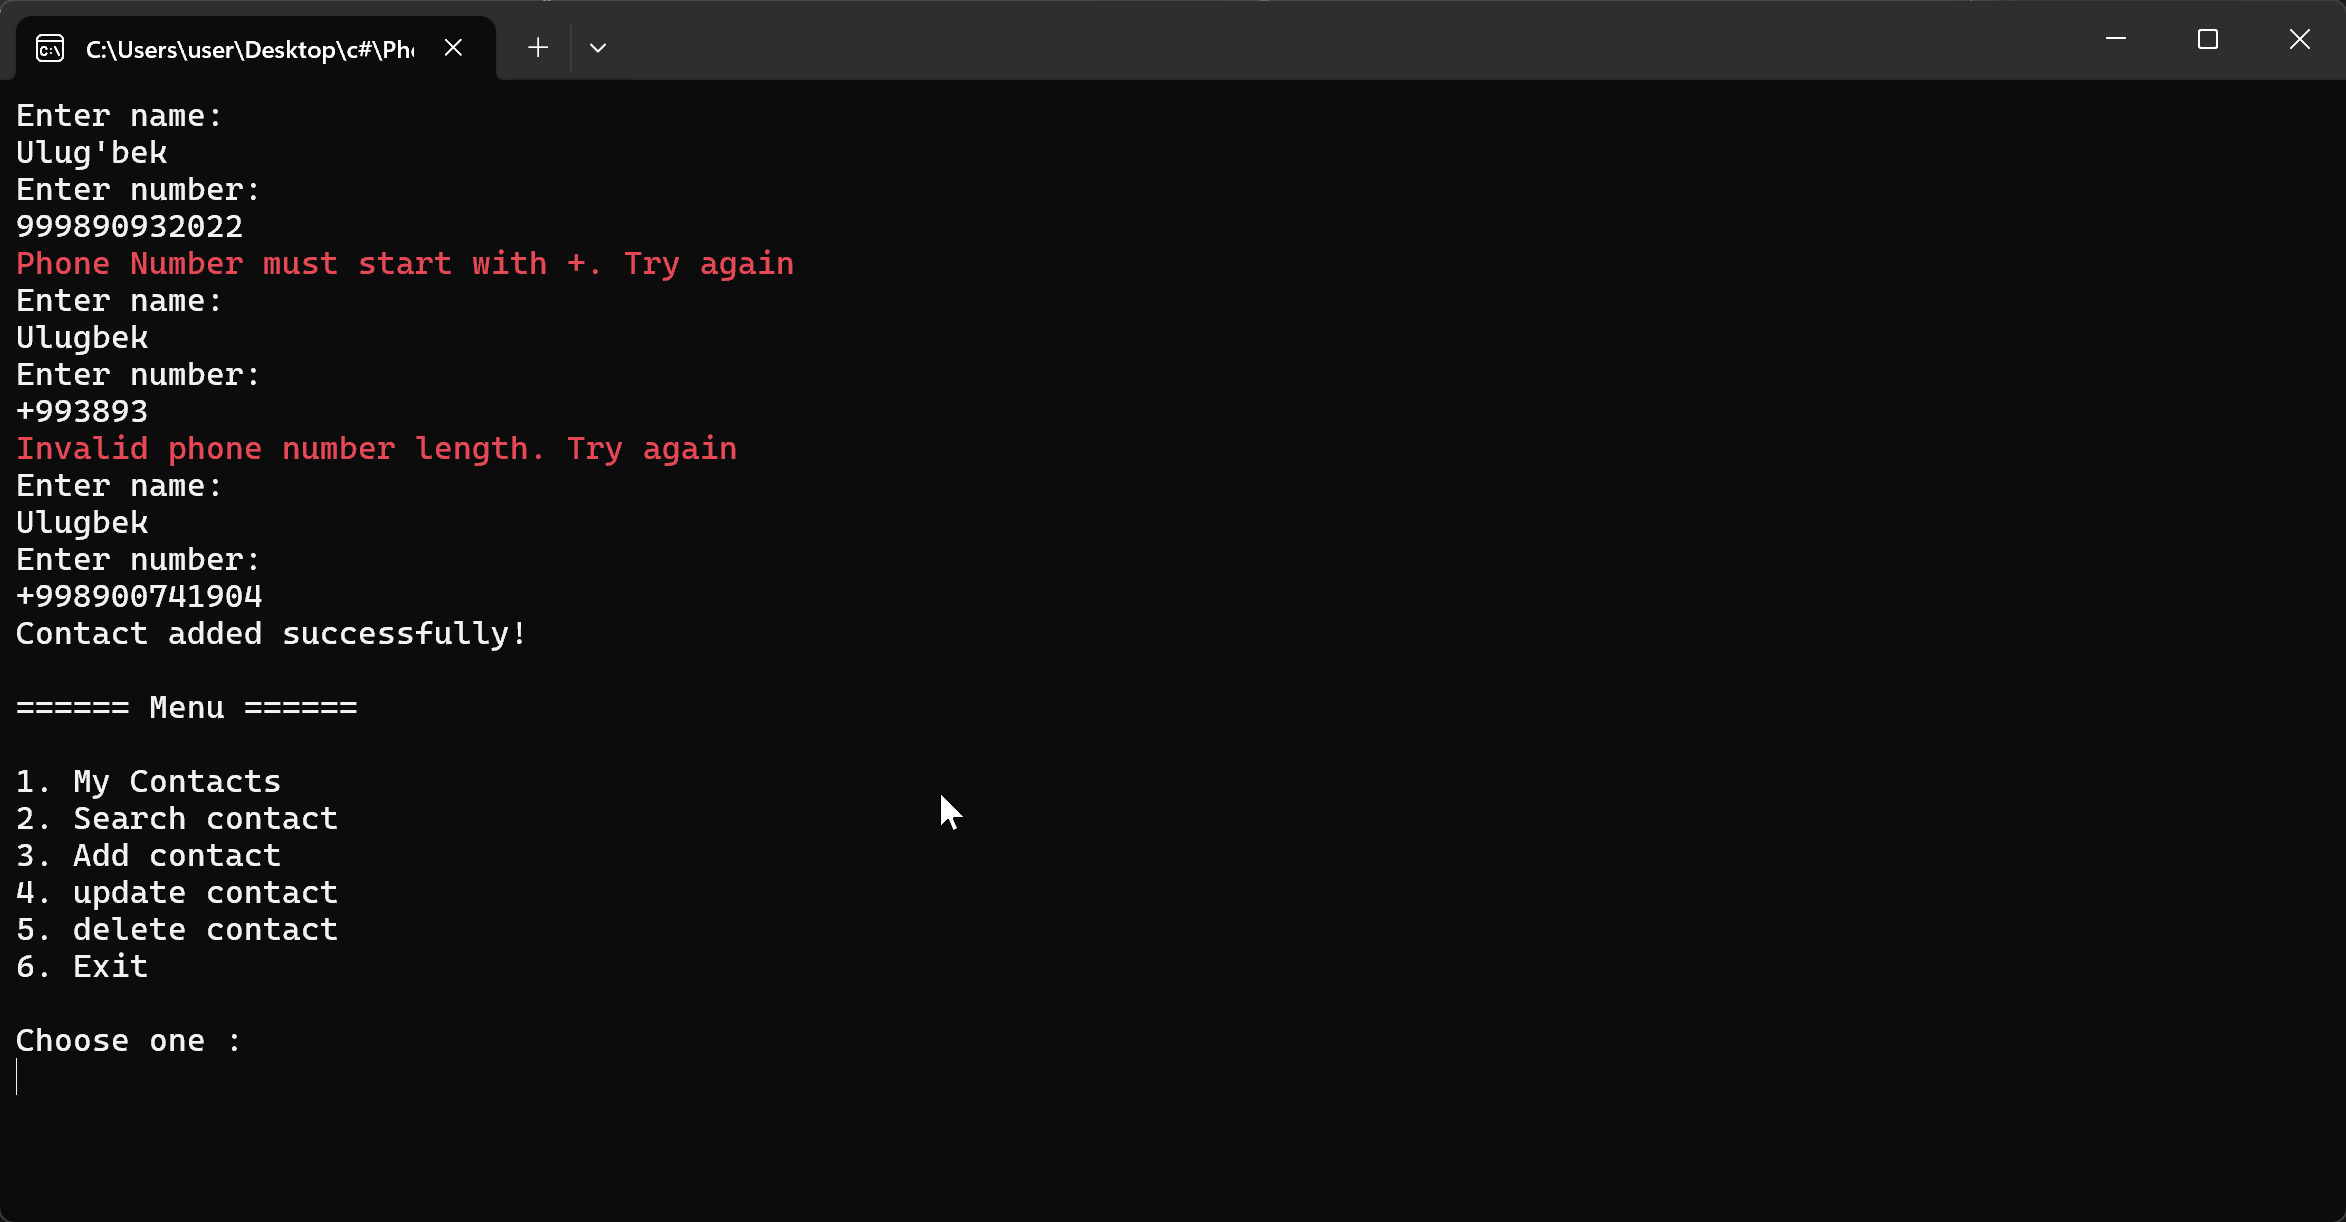 C:\Users\user\Desktop\c#\Pho
Enter name:
Ulug'bek
Enter number:
999890932022
Phone Number must start with +. Try again
Enter name:
Ulugbek
Enter number:
+993893
Invalid phone number length. Try again
Enter name:
Ulugbek
Enter number:
+998900741904
Contact added successfully!
====== Menu ======
1. My Contacts
2. Search contact
3. Add contact
4. update contact
5. delete contact
6. Exit
Choose one :